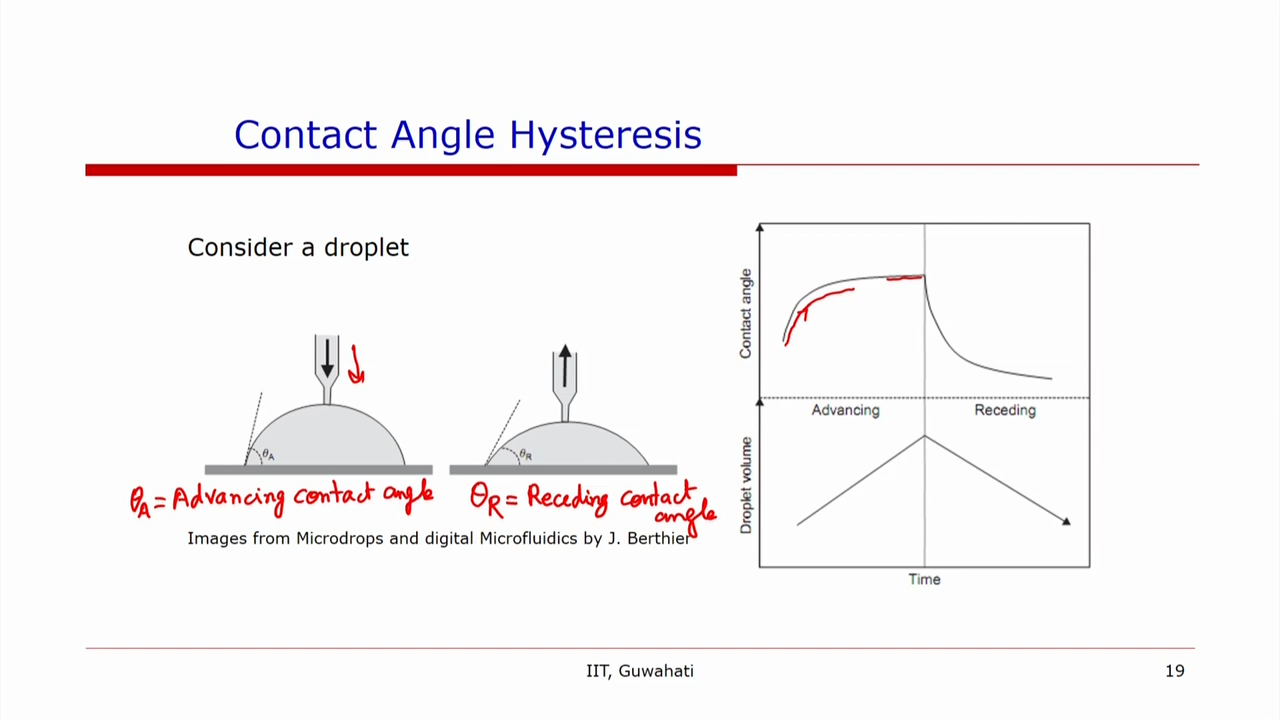 Contact Angle Hysteresis
Consider a droplet
θA
θR
θA = Advancing contact angle
θR = Receding contact
angle
Images from Microdrops and digital Microfluidics by J. Berthier
Contact angle
Advancing
Receding
Droplet volume
Time
IIT, Guwahati
19